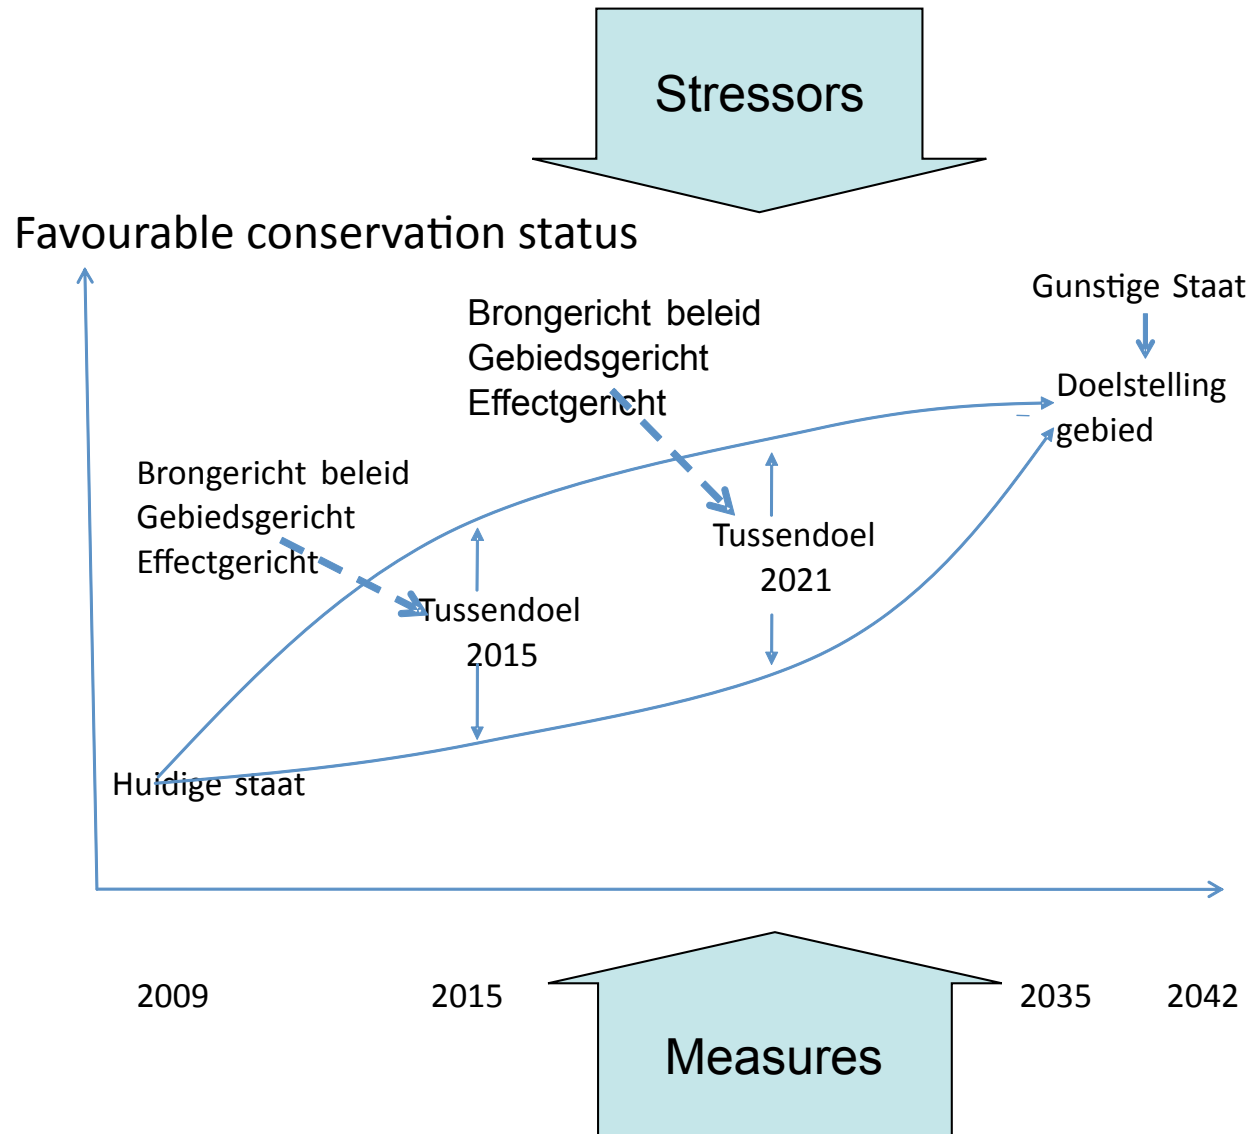 Stressors
Favourable conservation status
Gunstige Staat
Brongericht beleid
Gebiedsgericht
Effectgericht
Doelstelling
gebied
Brongericht beleid
Gebiedsgericht
Effectgericht
Tussendoel
2021
Tussendoel
2015
Huidige staat
2009
2015
2035
2042
Measures